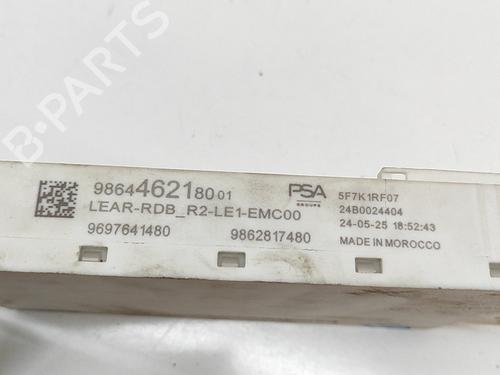 B-PARTS
9864462180 01
LEAR-RDB_R2-LE1-EMC00
9697641480 9862817480
PSA
GROUPE
5F7K1RF07
24B0024404
24-05-25 18:52:43
MADE IN MOROCCO